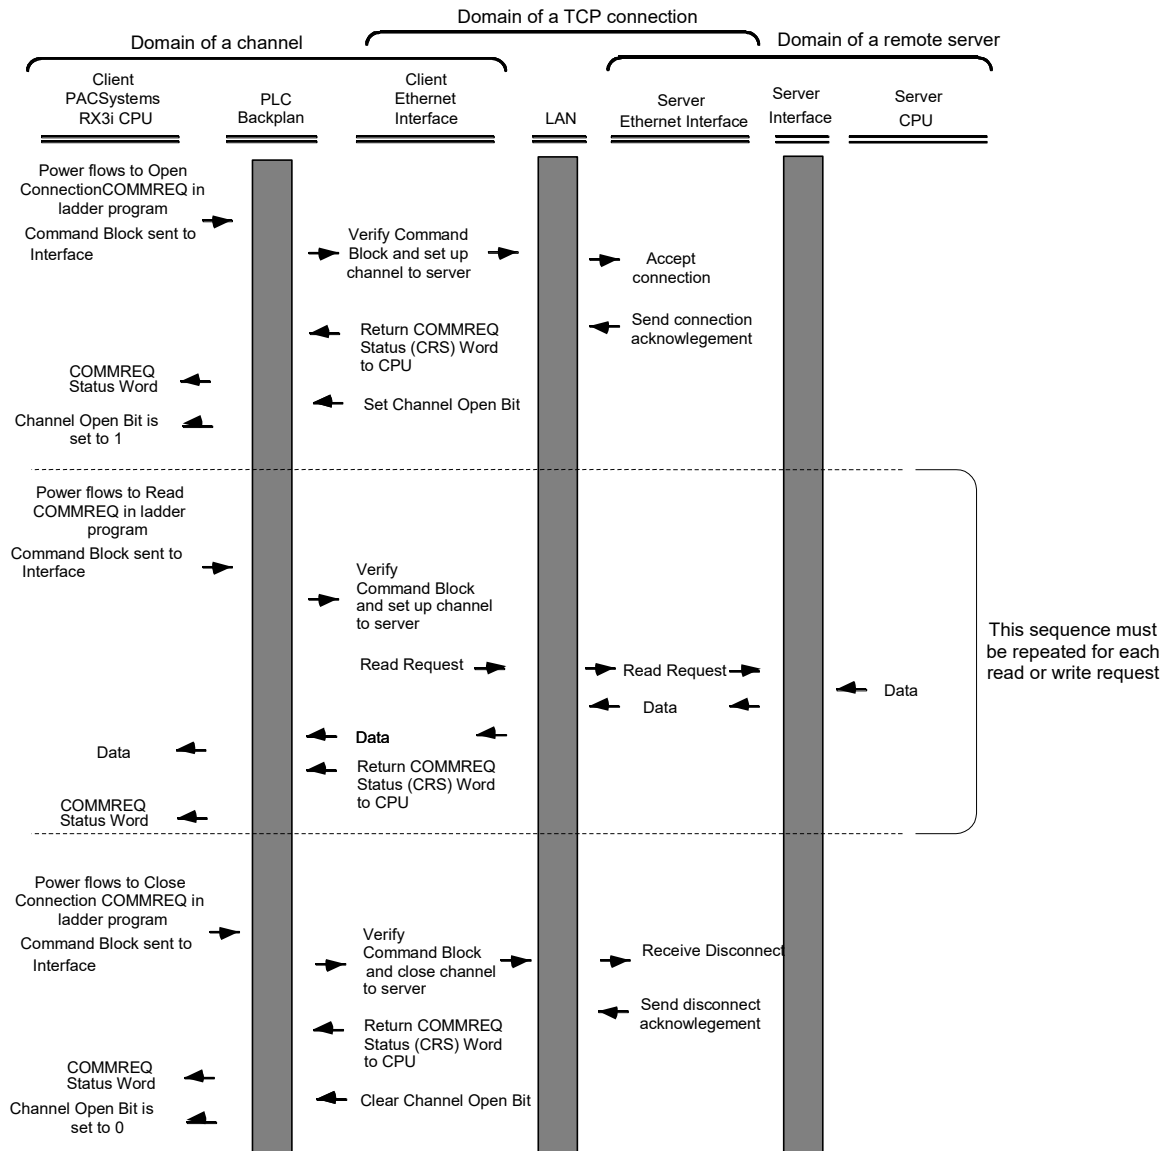 Domain of a TCP connection
Domain of a channel
Domain of a remote server
Client
PACSystems
RX3i CPU
PLC
Backplan
Client
Ethernet
Interface
LAN
Server
Ethernet Interface
Server
Interface
Server
CPU
Power flows to Open
ConnectionCOMMREQ in
ladder program
Command Block sent to
Interface
Verify Command
Block and set up
channel to server
Accept
connection
Send connection
acknowlegement
Return COMMREQ
Status (CRS) Word
to CPU
COMMREQ
Status Word
Set Channel Open Bit
Channel Open Bit is
set to 1
Power flows to Read
COMMREQ in ladder
program
Command Block sent to
Interface
Verify
Command Block
and set up channel
to server
Read Request
Read Request
Data
Data
Data
Data
Return COMMREQ
Status (CRS) Word
to CPU
COMMREQ
Status Word
This sequence must
be repeated for each
read or write request
Power flows to Close
Connection COMMREQ in
ladder program
Command Block sent to
Interface
Verify
Command Block
and close channel
to server
Receive Disconnect
Send disconnect
acknowlegement
Return COMMREQ
Status (CRS) Word
to CPU
COMMREQ
Status Word
Clear Channel Open Bit
Channel Open Bit is
set to 0